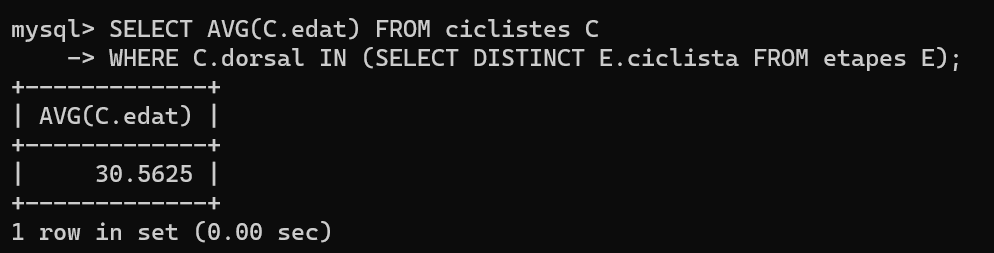 mysql> SELECT AVG(C.edat) FROM ciclistes C
    -> WHERE C.dorsal IN (SELECT DISTINCT E.ciclista FROM etapes E);
+-------------+
| AVG(C.edat) |
+-------------+
|     30.5625 |
+-------------+
1 row in set (0.00 sec)